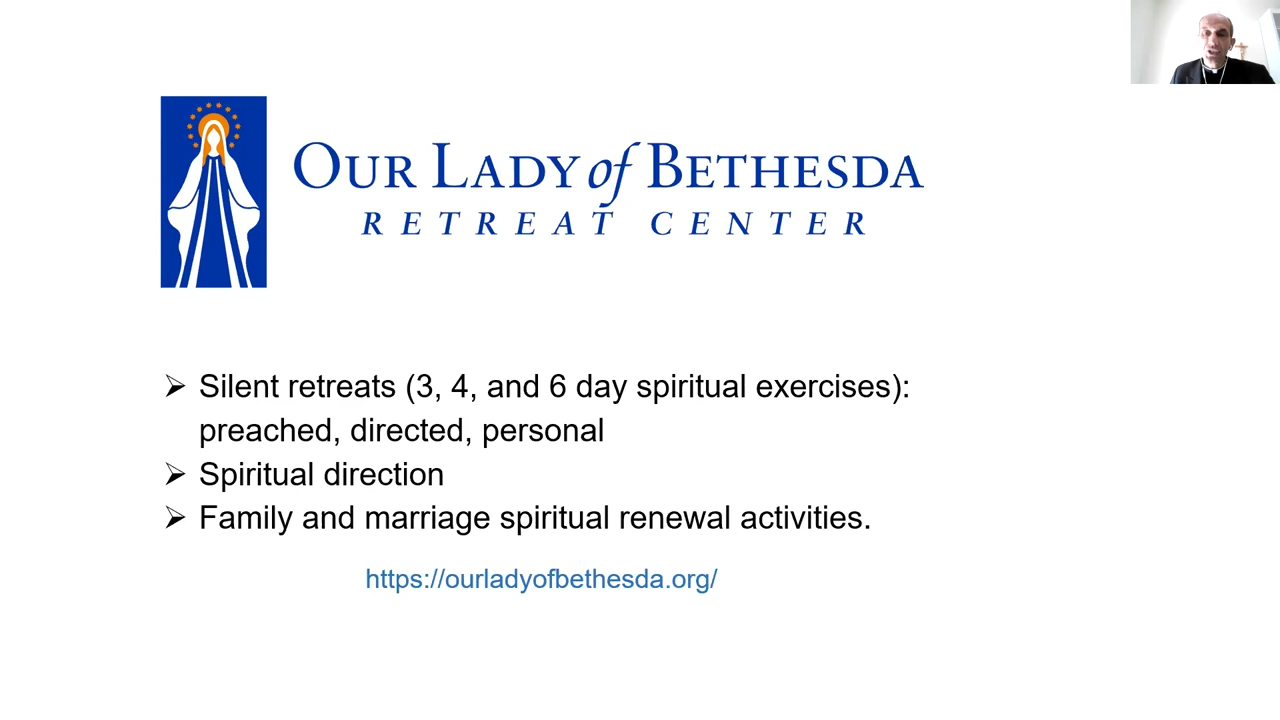 OUR LADY of BETHESDA
RETREAT CENTER
➢ Silent retreats (3, 4, and 6 day spiritual exercises):
preached, directed, personal
➢ Spiritual direction
➢ Family and marriage spiritual renewal activities.
https://ourladyofbethesda.org/